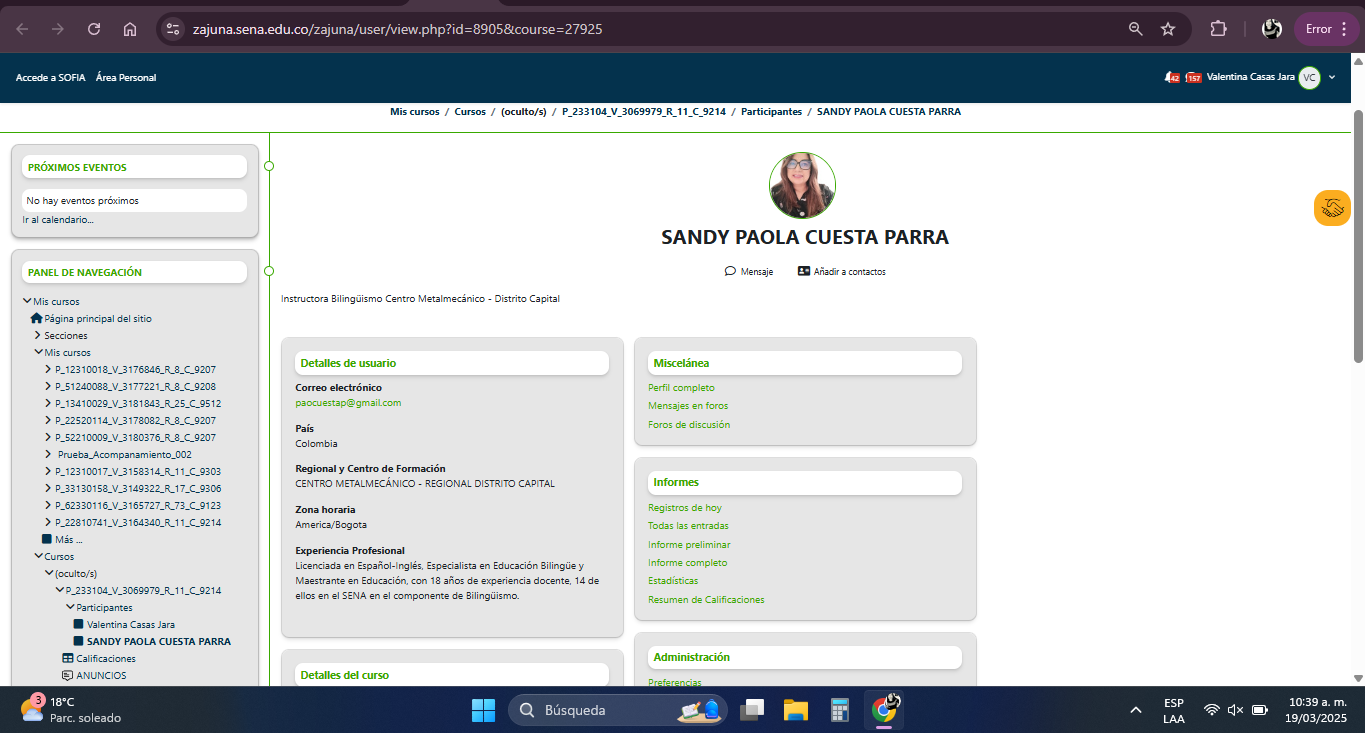 zajuna.sena.edu.co/zajuna/user/view.php?id=8905&course=27925
Error
Accede a SOFIA Área Personal
42 157 Valentina Casas Jara VC
Mis cursos / Cursos / (oculto/s) / P_233104_V_3069979_R_11_C_9214 / Participantes / SANDY PAOLA CUESTA PARRA
PRÓXIMOS EVENTOS
No hay eventos próximos
Ir al calendario...
PANEL DE NAVEGACIÓN
Mis cursos
Página principal del sitio
Secciones
Mis cursos
P_12310018_V_3176846_R_8_C_9207
P_51240088_V_3177221_R_8_C_9208
P_13410029_V_3181843_R_25_C_9512
P_22520114_V_3178082_R_8_C_9207
P_52210009_V_3180376_R_8_C_9207
Prueba_Acompanamiento_002
P_12310017_V_3158314_R_11_C_9303
P_33130158_V_3149322_R_17_C_9306
P_62330116_V_3165727_R_73_C_9123
P_22810741_V_3164340_R_11_C_9214
Más ...
Cursos
(oculto/s)
P_233104_V_3069979_R_11_C_9214
Participantes
Valentina Casas Jara
SANDY PAOLA CUESTA PARRA
Calificaciones
ANUNCIOS
SANDY PAOLA CUESTA PARRA
Mensaje Añadir a contactos
Instructora Bilingüismo Centro Metalmecánico - Distrito Capital
Detalles de usuario
Correo electrónico
paocuestap@gmail.com
País
Colombia
Regional y Centro de Formación
CENTRO METALMECÁNICO - REGIONAL DISTRITO CAPITAL
Zona horaria
America/Bogota
Experiencia Profesional
Licenciada en Español-Inglés, Especialista en Educación Bilingüe y
Maestrante en Educación, con 18 años de experiencia docente, 14 de
ellos en el SENA en el componente de Bilingüismo.
Detalles del curso
Miscelánea
Perfil completo
Mensajes en foros
Foros de discusión
Informes
Registros de hoy
Todas las entradas
Informe preliminar
Informe completo
Estadísticas
Resumen de Calificaciones
Administración
Preferencias
3
18°C
Parc. soleado
Búsqueda
ESP
LAA
10:39 a. m.
19/03/2025